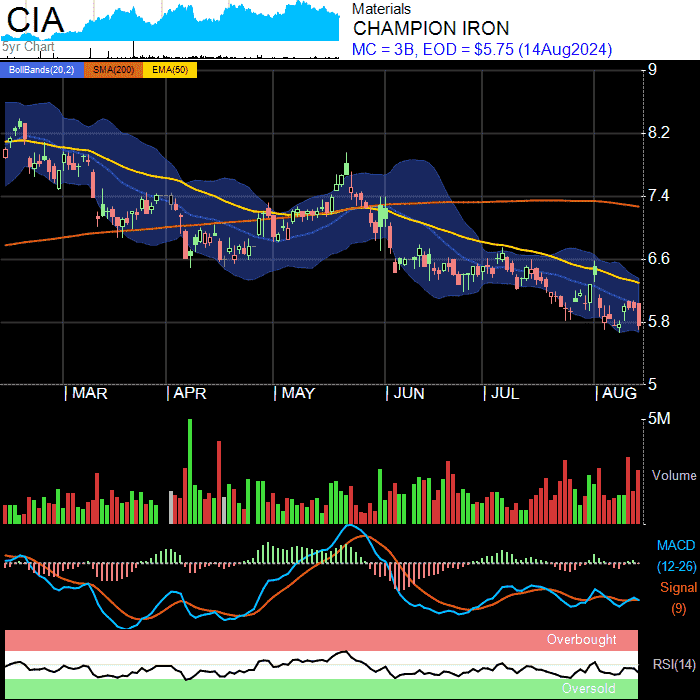 CIA
5yr Chart
Materials
CHAMPION IRON
MC = 3B, EOD = $5.75 (14Aug2024)
BollBands(20,2) SMA(200) EMA(50)
9
8.2
7.4
6.6
5.8
5
| MAR | APR | MAY | JUN | JUL | AUG
5M
Volume
MACD
(12-26)
Signal
(9)
Overbought
RSI(14)
Oversold